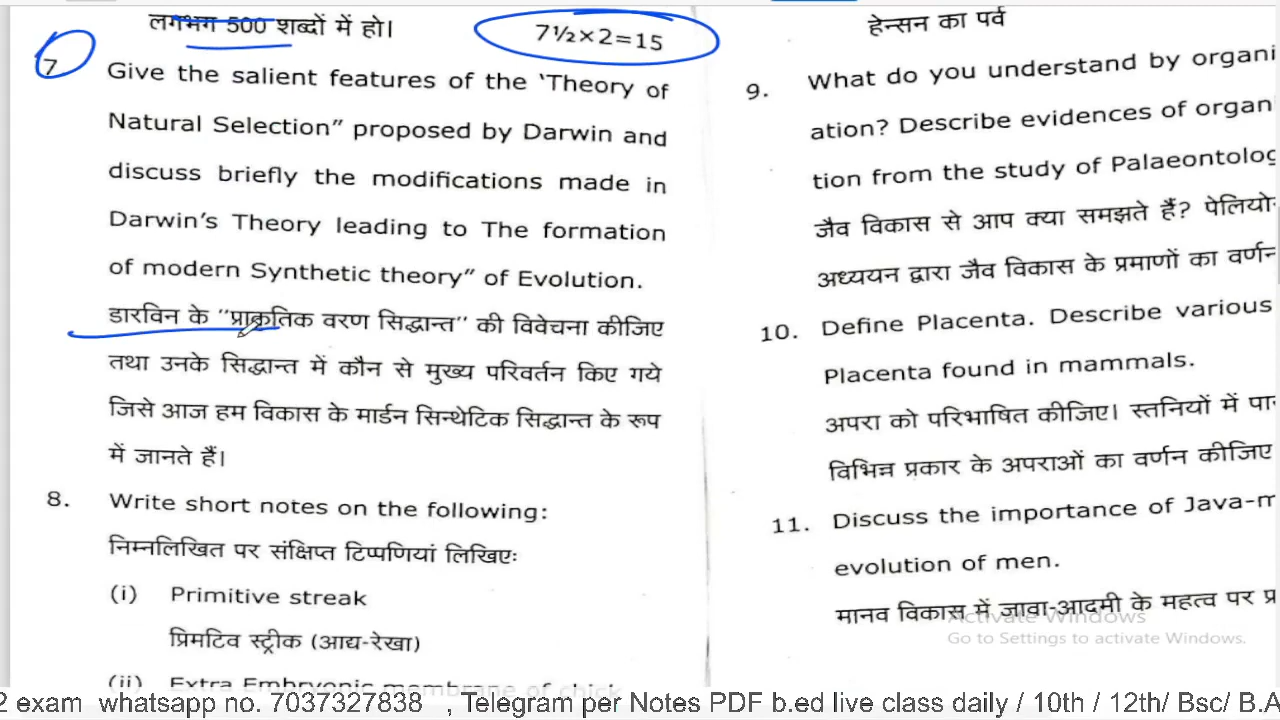 लगभग 500 शब्दों में हो।
7½×2=15
7
Give the salient features of the ‘Theory of
Natural Selection” proposed by Darwin and
discuss briefly the modifications made in
Darwin’s Theory leading to The formation
of modern Synthetic theory” of Evolution.
डारविन के ‘‘प्राकृतिक वरण सिद्धान्त’’ की विवेचना कीजिए
तथा उनके सिद्धान्त में कौन से मुख्य परिवर्तन किए गये
जिसे आज हम विकास के मार्डन सिन्थेटिक सिद्धान्त के रूप
में जानते हैं।
8. Write short notes on the following:
निम्नलिखित पर संक्षिप्त टिप्पणियां लिखिएः
(i) Primitive streak
प्रिमटिव स्ट्रीक (आद्य-रेखा)
(ii) Extra Embryonic membrane of chick
हेन्सन का पर्व
9. What do you understand by organi
ation? Describe evidences of organ
tion from the study of Palaeontolog
जैव विकास से आप क्या समझते हैं? पेलियो
अध्ययन द्वारा जैव विकास के प्रमाणों का वर्णन
10. Define Placenta. Describe various
Placenta found in mammals.
अपरा को परिभाषित कीजिए। स्तनियों में पा
विभिन्न प्रकार के अपराओं का वर्णन कीजिए
11. Discuss the importance of Java-m
evolution of men.
मानव विकास में जावा-आदमी के महत्व पर प्र
Activate Windows
Go to Settings to activate Windows.
2 exam whatsapp no. 7037327838 , Telegram per Notes PDF b.ed live class daily / 10th / 12th/ Bsc/ B.A